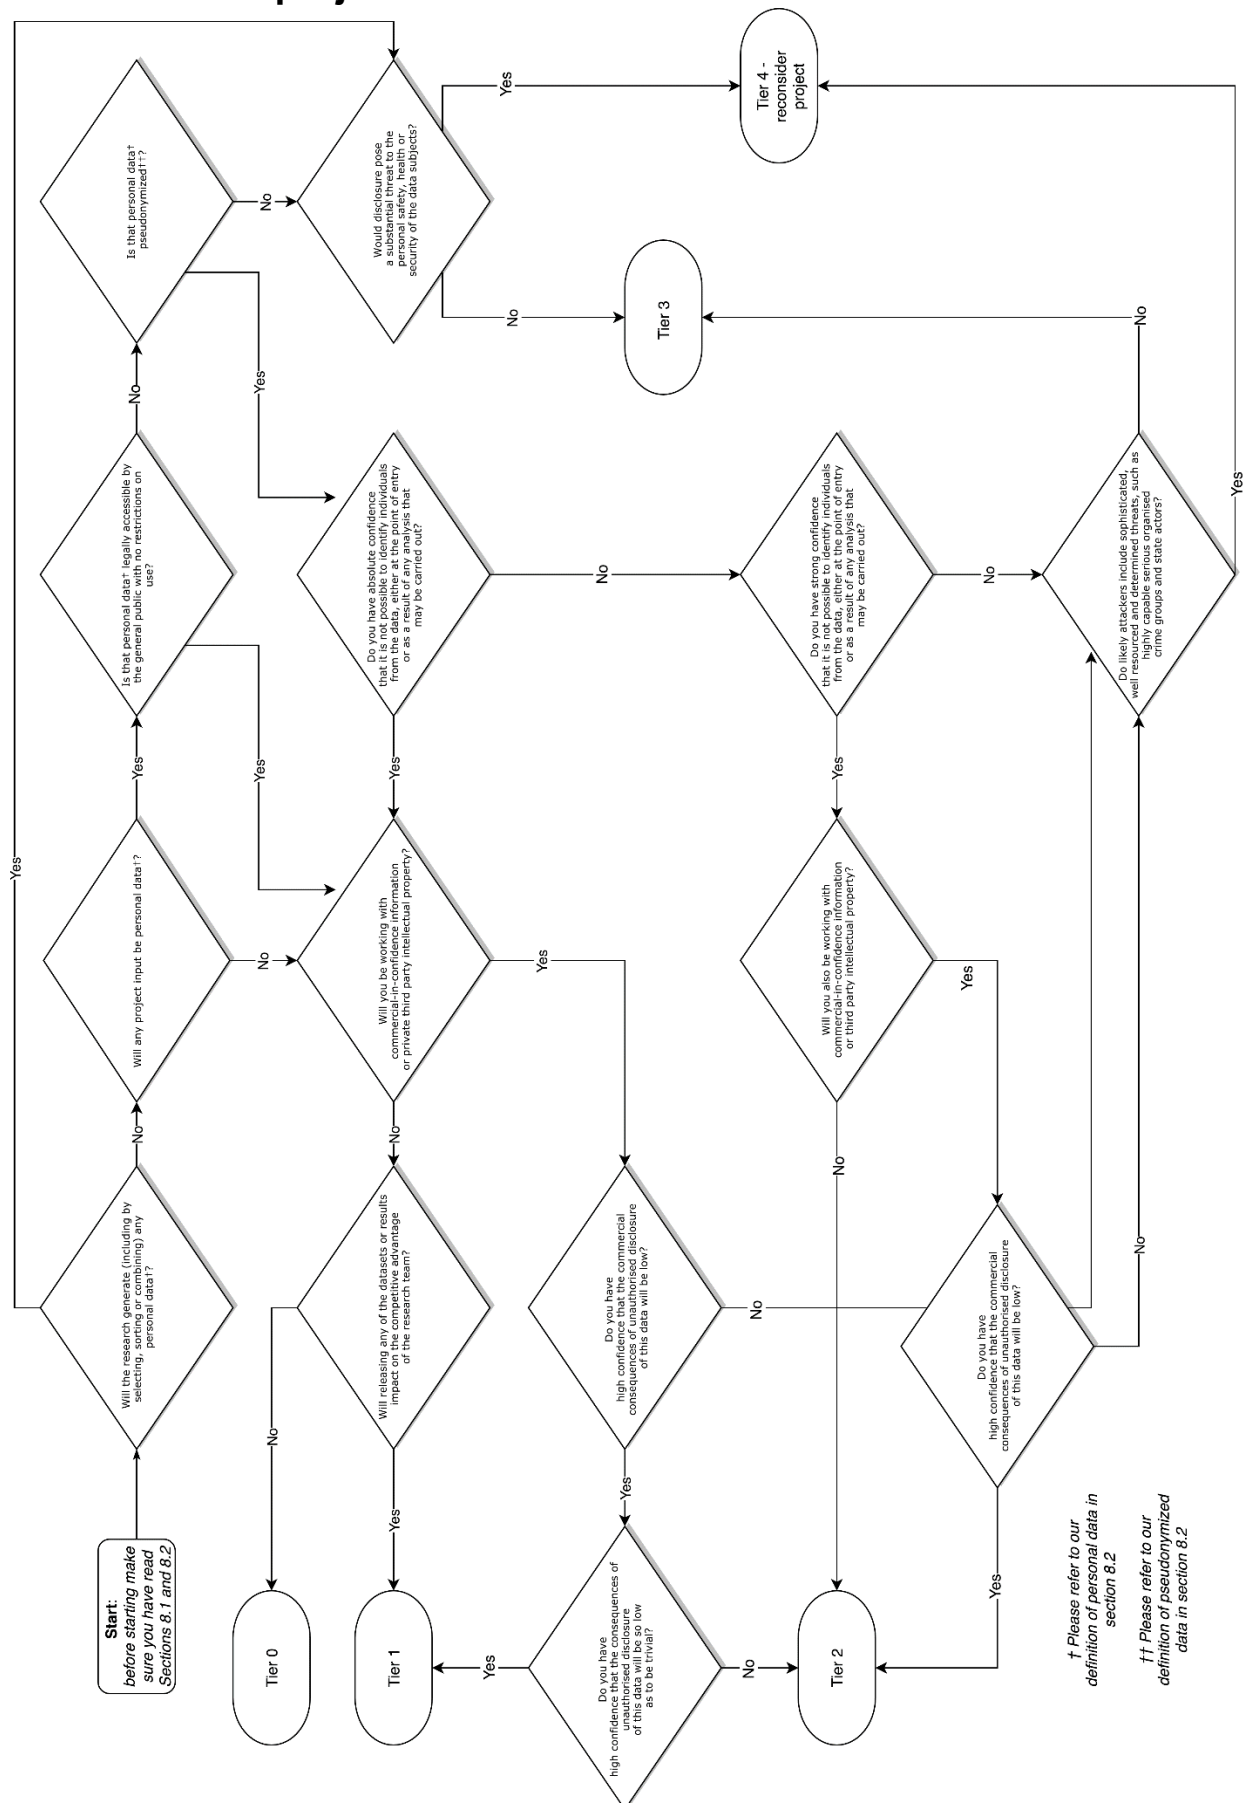 Start:
before starting make
sure you have read
Sections 8.1 and 8.2
Will the research generate (including by
selecting, sorting or combining) any
personal data†?
Yes
No
Will any project input be personal data†?
Yes
Is that personal data† legally accessible by
the general public with no restrictions on
use?
No
Is that personal data†
pseudonymized††?
No
Yes
No
Yes
No
Tier 0
Tier 1
Yes
Will releasing any of the datasets or results
impact on the competitive advantage
of the research team?
No
Will you be working with
commercial-in-confidence information
or private third party intellectual property?
Yes
Do you have absolute confidence
that it is not possible to identify individuals
from the data, either at the point of entry
or as a result of any analysis that
may be carried out?
Would disclosure pose
a substantial threat to the
personal safety, health or
security of the data subjects?
Yes
Yes
No
No
Yes
Do you have
high confidence that the consequences of
unauthorised disclosure
of this data will be so low
as to be trivial?
Yes
Do you have
high confidence that the commercial
consequences of unauthorised disclosure
of this data will be low?
Tier 3
Tier 4 -
reconsider
project
No
No
Tier 2
No
Will you also be working with
commercial-in-confidence information
or third party intellectual property?
Yes
Do you have strong confidence
that it is not possible to identify individuals
from the data, either at the point of entry
or as a result of any analysis that
may be carried out?
Yes
No
Yes
Do you have
high confidence that the commercial
consequences of unauthorised disclosure
of this data will be low?
No
Do likely attackers include sophisticated,
well resourced and determined threats, such as
highly capable serious organised
crime groups and state actors?
No
Yes
† Please refer to our
definition of personal data in
section 8.2
†† Please refer to our
definition of pseudonymized
data in section 8.2